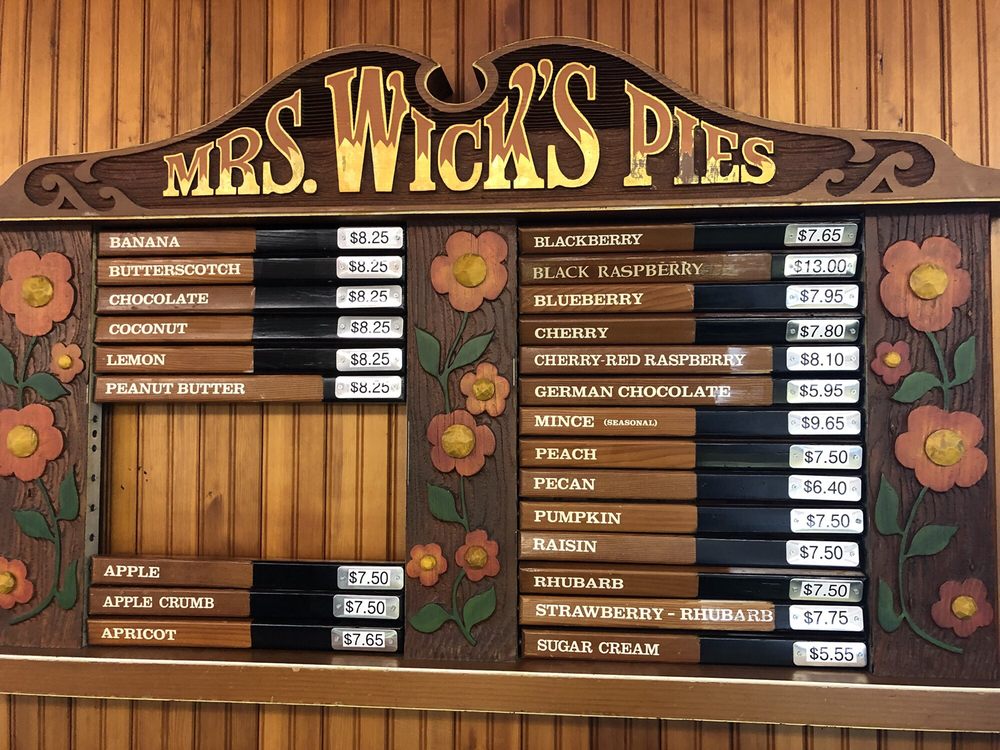 MRS. WICK'S PIES
BANANA $8.25
BUTTERSCOTCH $8.25
CHOCOLATE $8.25
COCONUT $8.25
LEMON $8.25
PEANUT BUTTER $8.25
APPLE $7.50
APPLE CRUMB $7.50
APRICOT $7.65
BLACKBERRY $7.65
BLACK RASPBERRY $13.00
BLUEBERRY $7.95
CHERRY $7.80
CHERRY-RED RASPBERRY $8.10
GERMAN CHOCOLATE $5.95
MINCE (SEASONAL) $9.65
PEACH $7.50
PECAN $6.40
PUMPKIN $7.50
RAISIN $7.50
RHUBARB $7.50
STRAWBERRY - RHUBARB $7.75
SUGAR CREAM $5.55